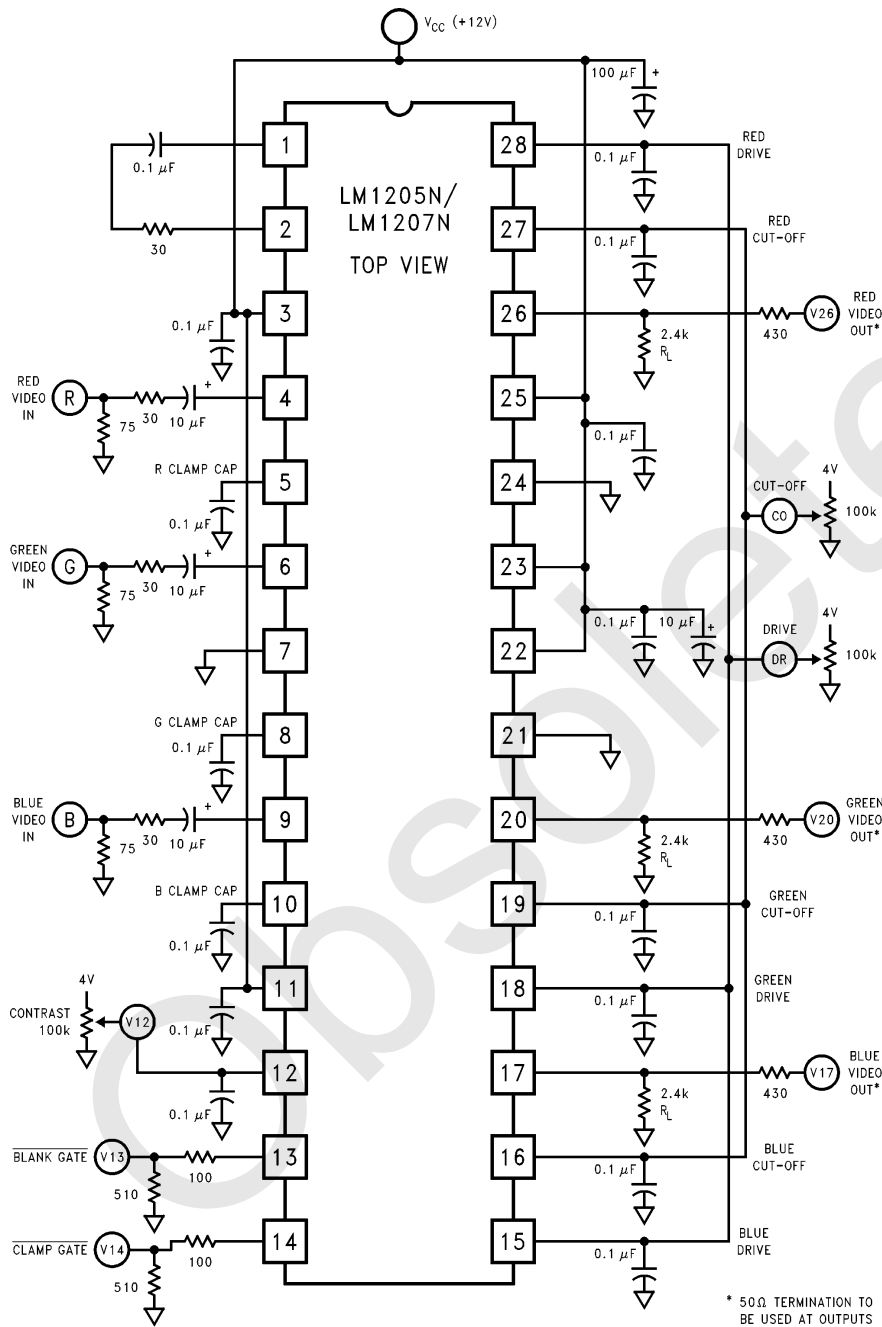 V_CC (+12V)
100 μF +
0.1 μF
1
30
2
0.1 μF
3
RED
VIDEO
IN
R
75
30
10 μF
+
4
R CLAMP CAP
0.1 μF
5
GREEN
VIDEO
IN
G
75
30
10 μF
+
6
7
G CLAMP CAP
0.1 μF
8
BLUE
VIDEO
IN
B
75
30
10 μF
+
9
B CLAMP CAP
0.1 μF
10
0.1 μF
11
4V
CONTRAST
100k
V12
0.1 μF
12
BLANK GATE
V13
510
100
13
CLAMP GATE
V14
510
100
14
LM1205N/
LM1207N
TOP VIEW
28
0.1 μF
RED
DRIVE
27
0.1 μF
RED
CUT-OFF
26
2.4k
R_L
430
V26
RED
VIDEO
OUT*
25
0.1 μF
24
CUT-OFF
CO
4V
100k
23
0.1 μF
10 μF
+
22
DRIVE
DR
4V
100k
21
20
2.4k
R_L
430
V20
GREEN
VIDEO
OUT*
19
0.1 μF
GREEN
CUT-OFF
18
0.1 μF
GREEN
DRIVE
17
2.4k
R_L
430
V17
BLUE
VIDEO
OUT*
16
0.1 μF
BLUE
CUT-OFF
15
0.1 μF
BLUE
DRIVE
* 50Ω TERMINATION TO
BE USED AT OUTPUTS
Obsolete